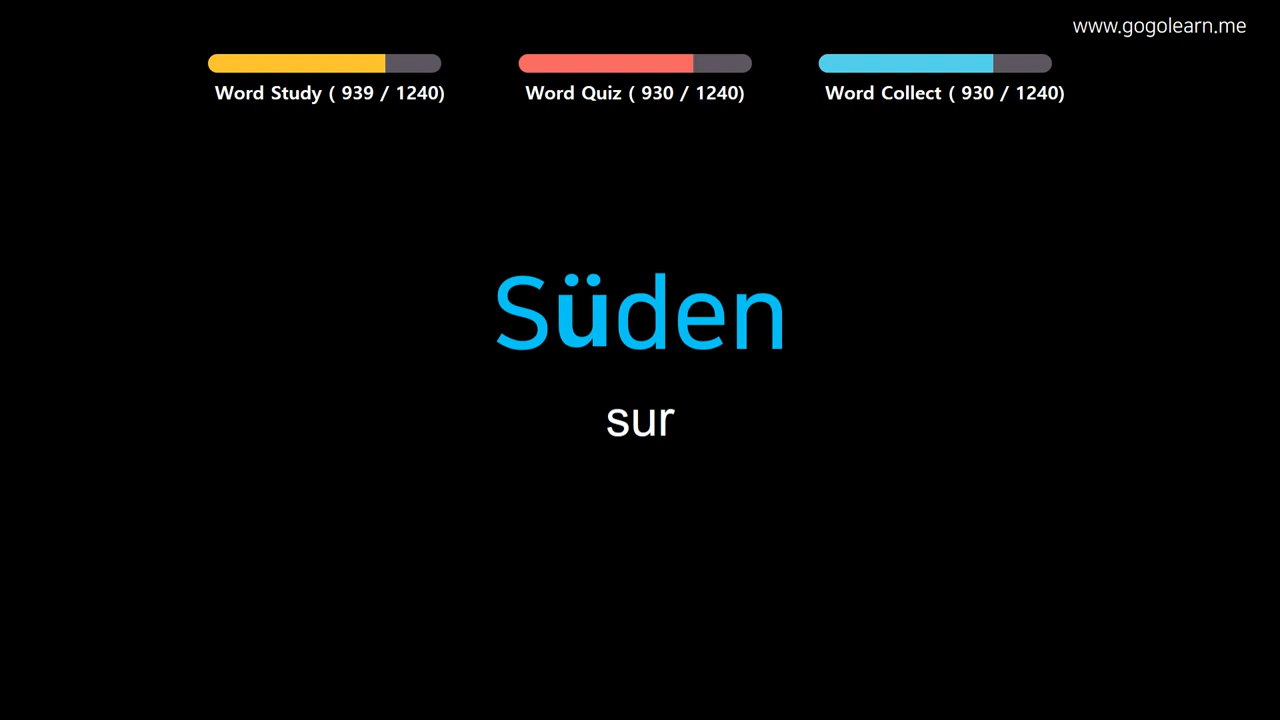 www.gogolearn.me
Word Study ( 939 / 1240)
Word Quiz ( 930 / 1240)
Word Collect ( 930 / 1240)
Süden
sur